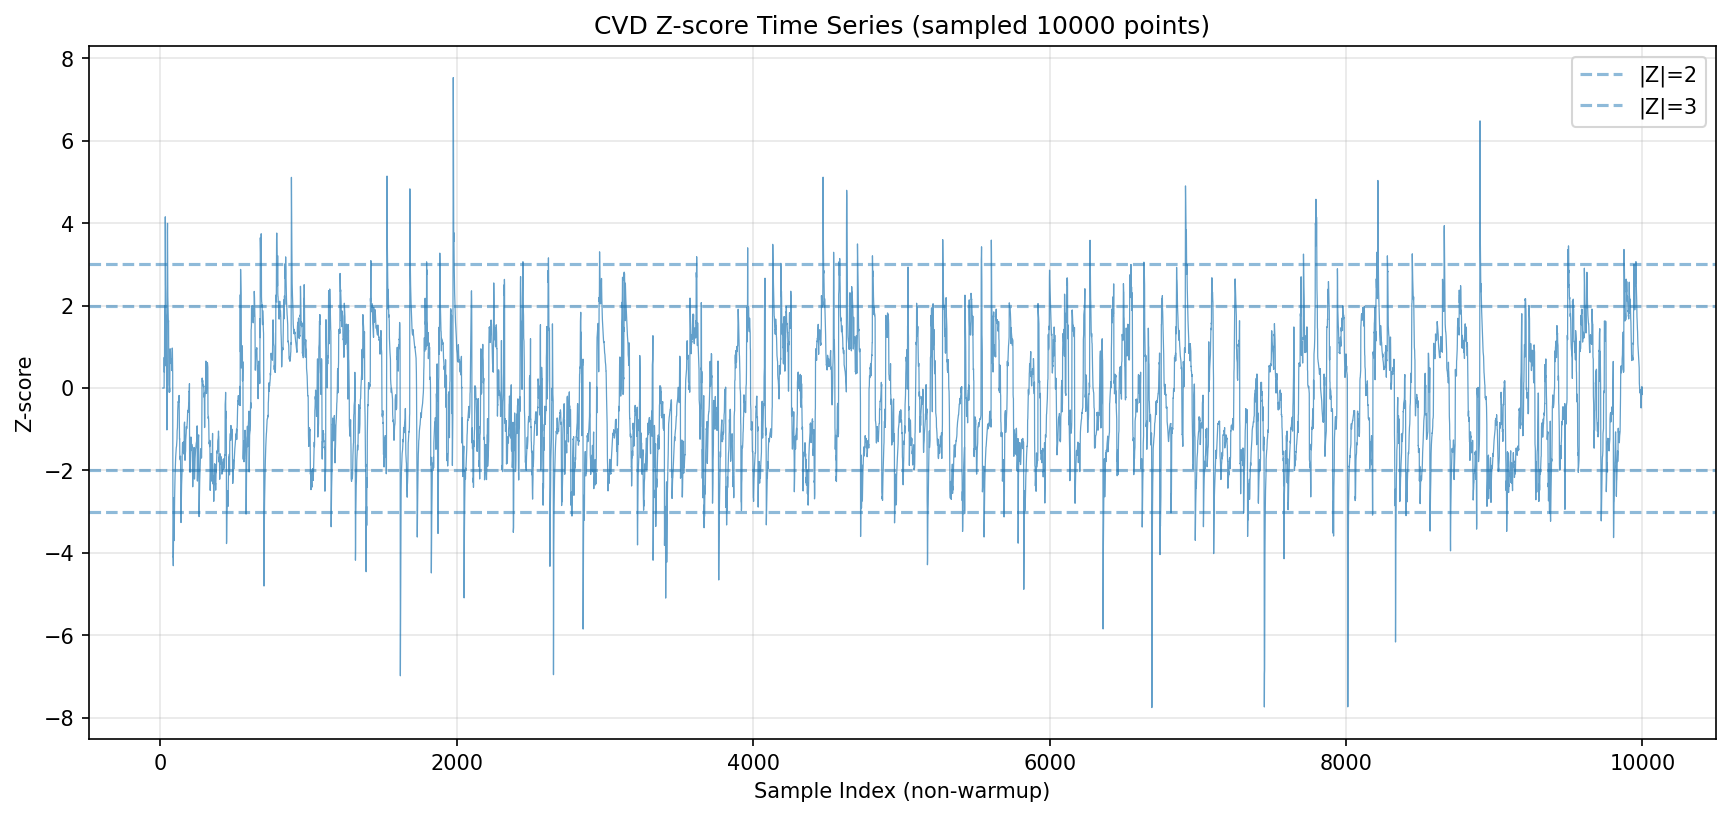 CVD Z-score Time Series (sampled 10000 points)
|Z|=2
|Z|=3
8
6
4
2
0
−2
−4
−6
−8
Z-score
0 2000 4000 6000 8000 10000
Sample Index (non-warmup)